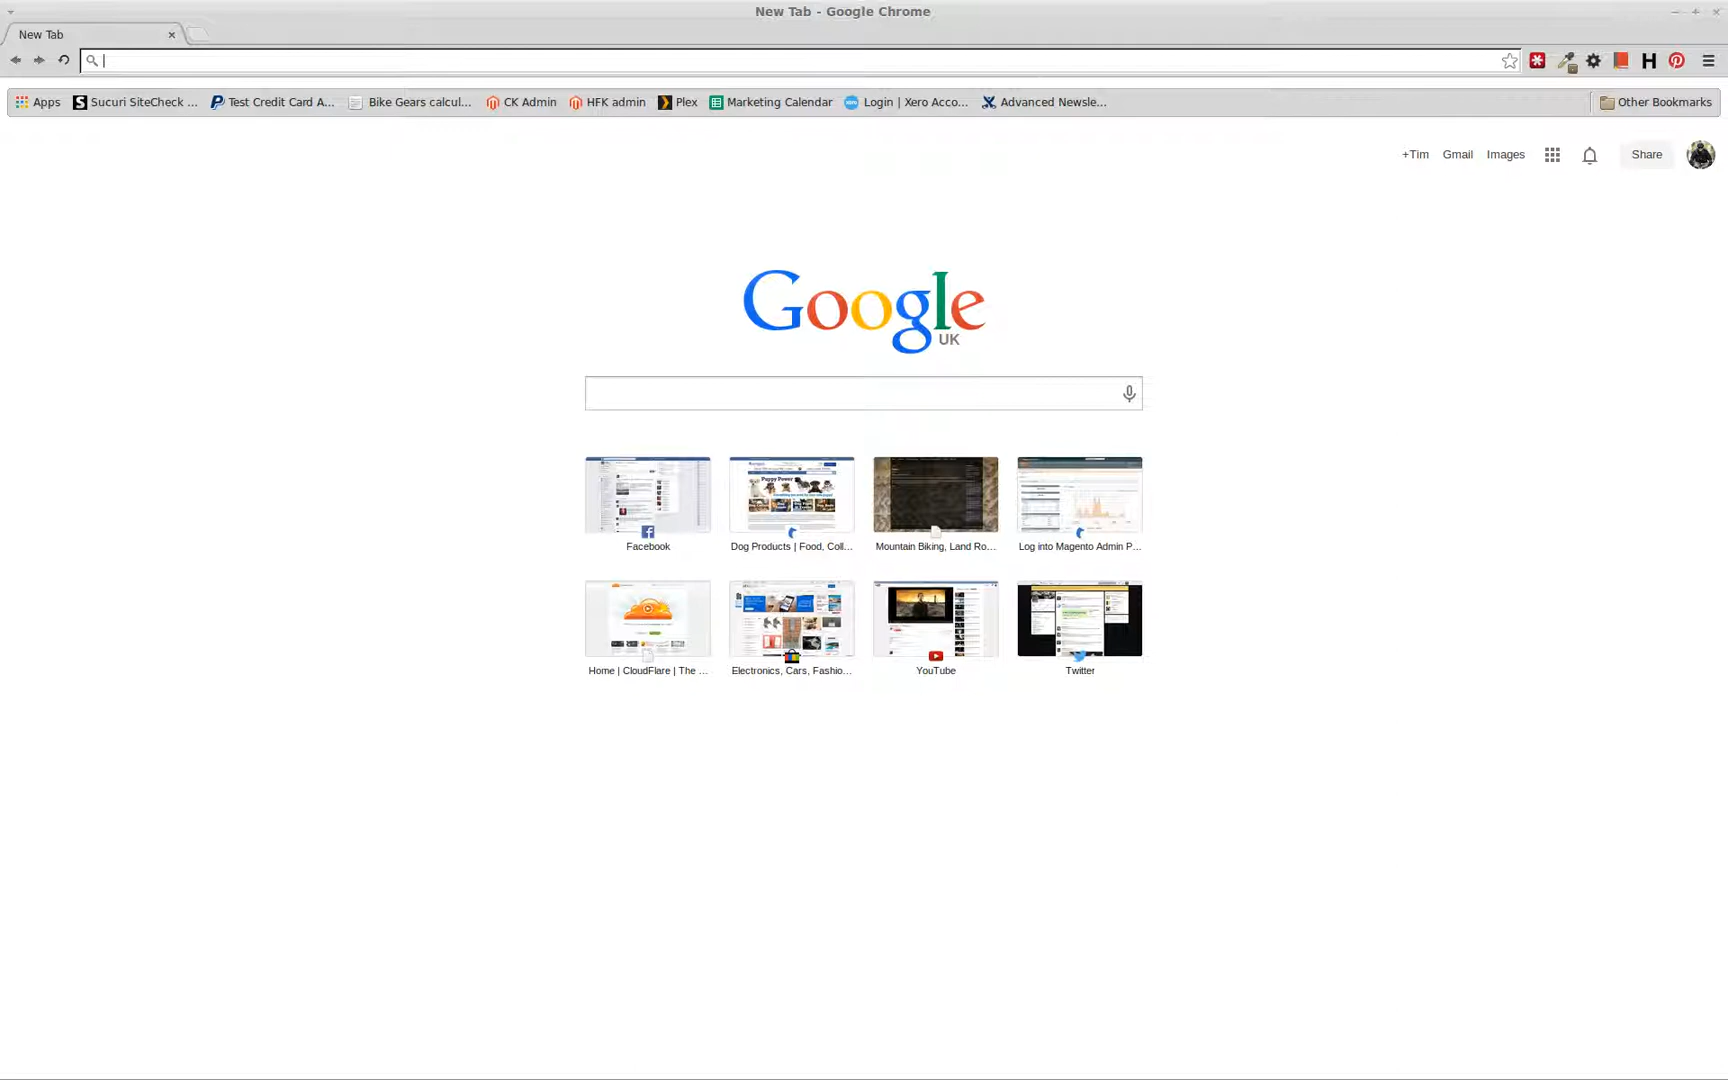 New Tab - Google Chrome
New Tab
Apps Sucuri SiteCheck ... Test Credit Card A... Bike Gears calcul... CK Admin HFK admin Plex Marketing Calendar Login | Xero Acco... Advanced Newsle... Other Bookmarks
+Tim Gmail Images Share
Google
UK
Puppy Power
Facebook Dog Products | Food, Coll... Mountain Biking, Land Ro... Log into Magento Admin P...
Home | CloudFlare | The ... Electronics, Cars, Fashio... YouTube Twitter